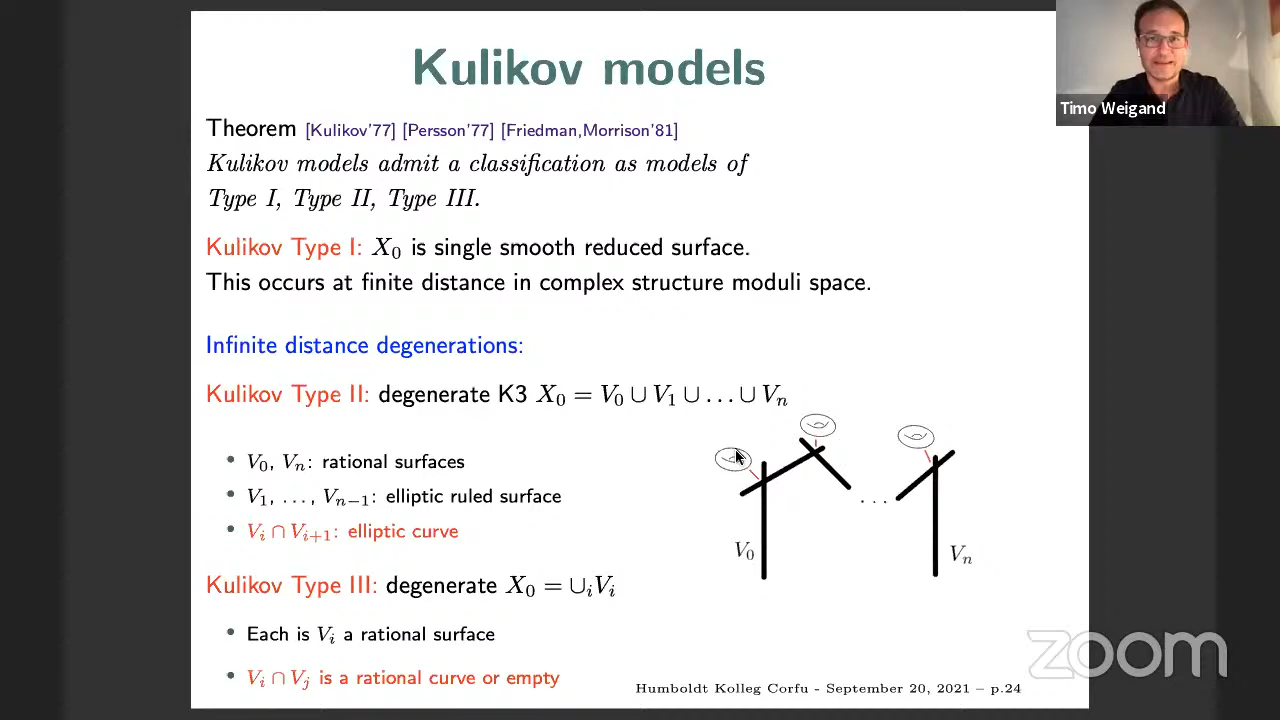 Kulikov models
Timo Weigand
Theorem [Kulikov'77] [Persson'77] [Friedman,Morrison'81]
Kulikov models admit a classification as models of
Type I, Type II, Type III.
Kulikov Type I: X₀ is single smooth reduced surface.
This occurs at finite distance in complex structure moduli space.
Infinite distance degenerations:
Kulikov Type II: degenerate K3 X₀ = V₀ ∪ V₁ ∪ … ∪ Vₙ
• V₀, Vₙ: rational surfaces
• V₁, …, Vₙ₋₁: elliptic ruled surface
• Vᵢ ∩ Vᵢ₊₁: elliptic curve
...
V₀
Vₙ
Kulikov Type III: degenerate X₀ = ∪ᵢVᵢ
• Each is Vᵢ a rational surface
• Vᵢ ∩ Vⱼ is a rational curve or empty
Humboldt Kolleg Corfu - September 20, 2021 – p.24
zoom